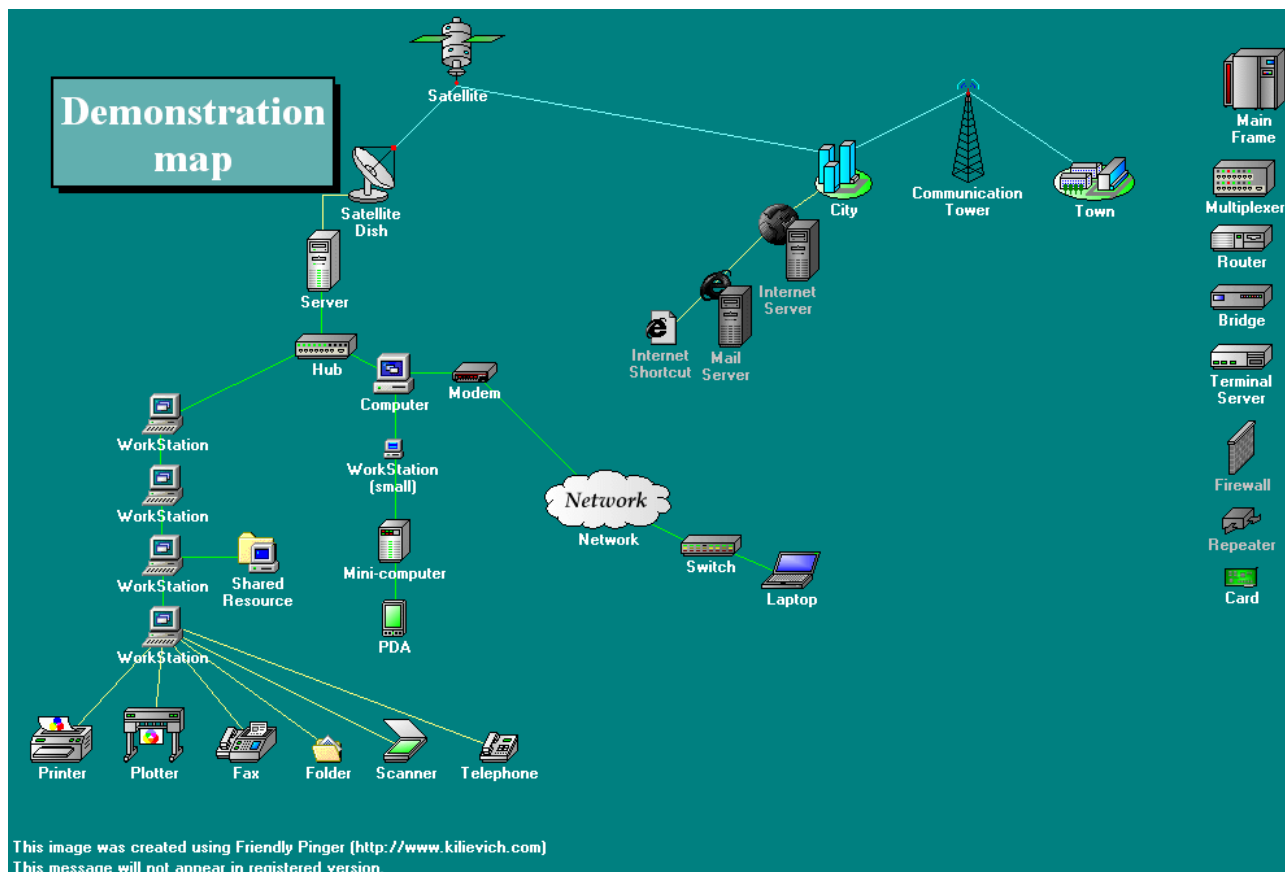 Demonstration
map
Satellite
Satellite
Dish
Server
Hub
Computer
Modem
WorkStation
WorkStation
(small)
WorkStation
WorkStation
Shared
Resource
WorkStation
Mini-computer
PDA
Network
Network
Switch
Laptop
Printer
Plotter
Fax
Folder
Scanner
Telephone
City
Communication
Tower
Town
Internet
Server
Internet
Shortcut
Mail
Server
Main
Frame
Multiplexer
Router
Bridge
Terminal
Server
Firewall
Repeater
Card
This image was created using Friendly Pinger (http://www.kilievich.com)
This message will not appear in registered version.